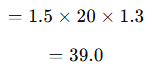 = 1.5 × 20 × 1.3
= 39.0